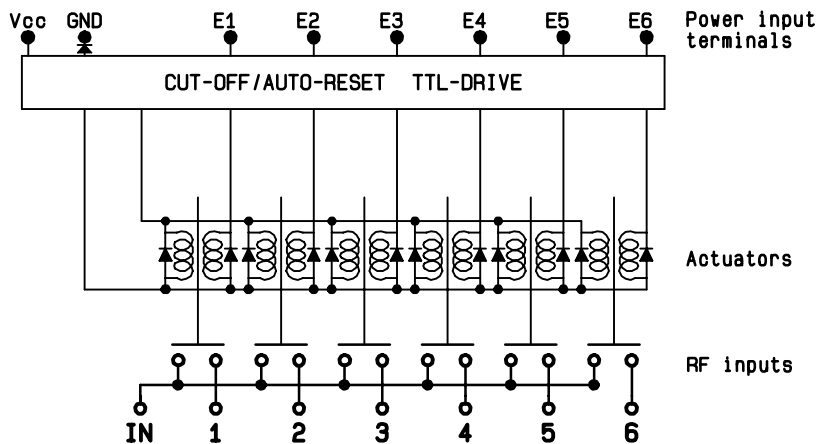 Vcc GND E1 E2 E3 E4 E5 E6 Power input
terminals
CUT-OFF/AUTO-RESET TTL-DRIVE
Actuators
RF inputs
IN 1 2 3 4 5 6